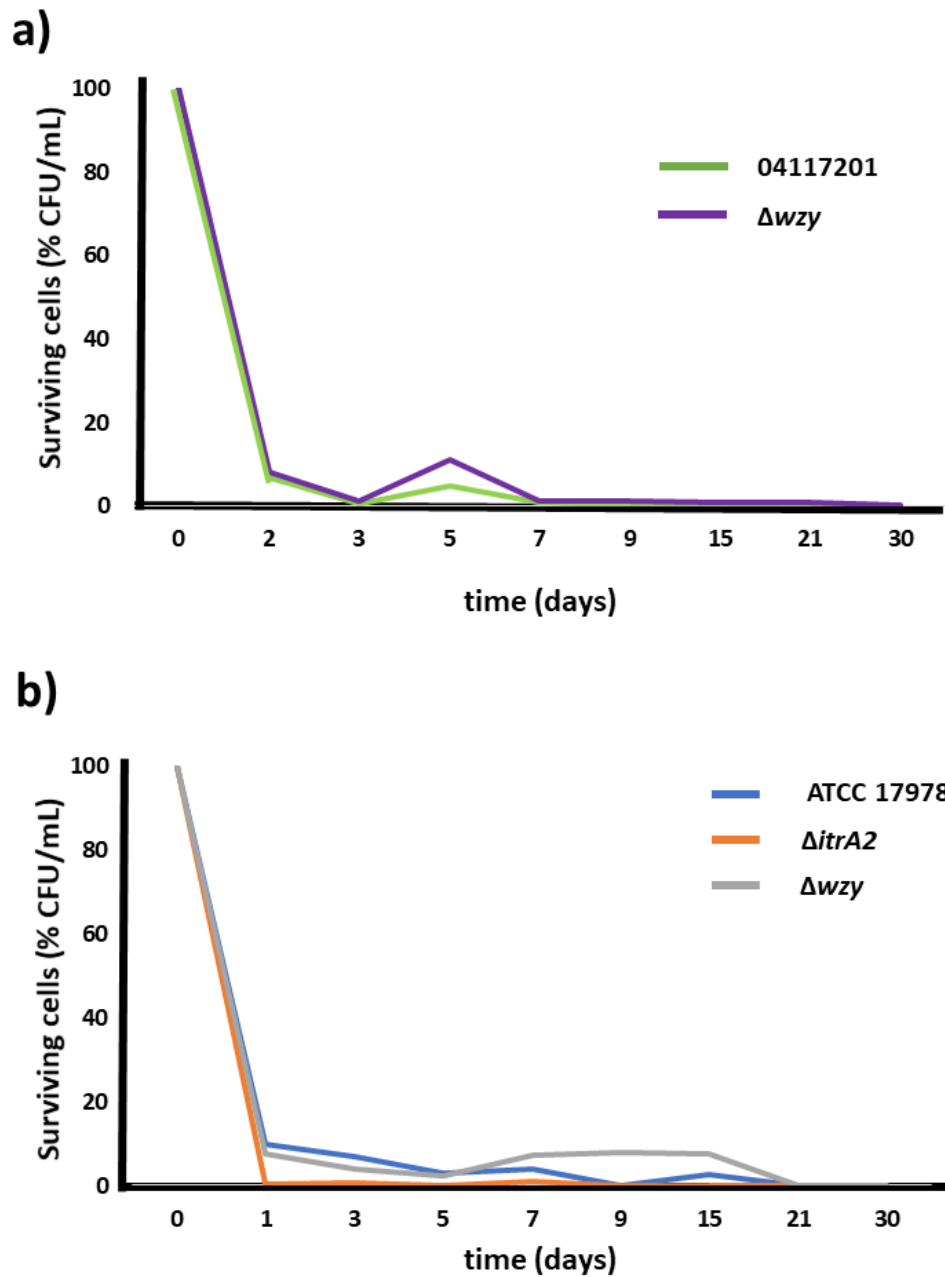 a)
Surviving cells (% CFU/mL)
100
80
60
40
20
0
04117201
Δwzy
0 2 3 5 7 9 15 21 30
time (days)
b)
Surviving cells (% CFU/mL)
100
80
60
40
20
0
ATCC 17978
ΔitrA2
Δwzy
0 1 3 5 7 9 15 21 30
time (days)